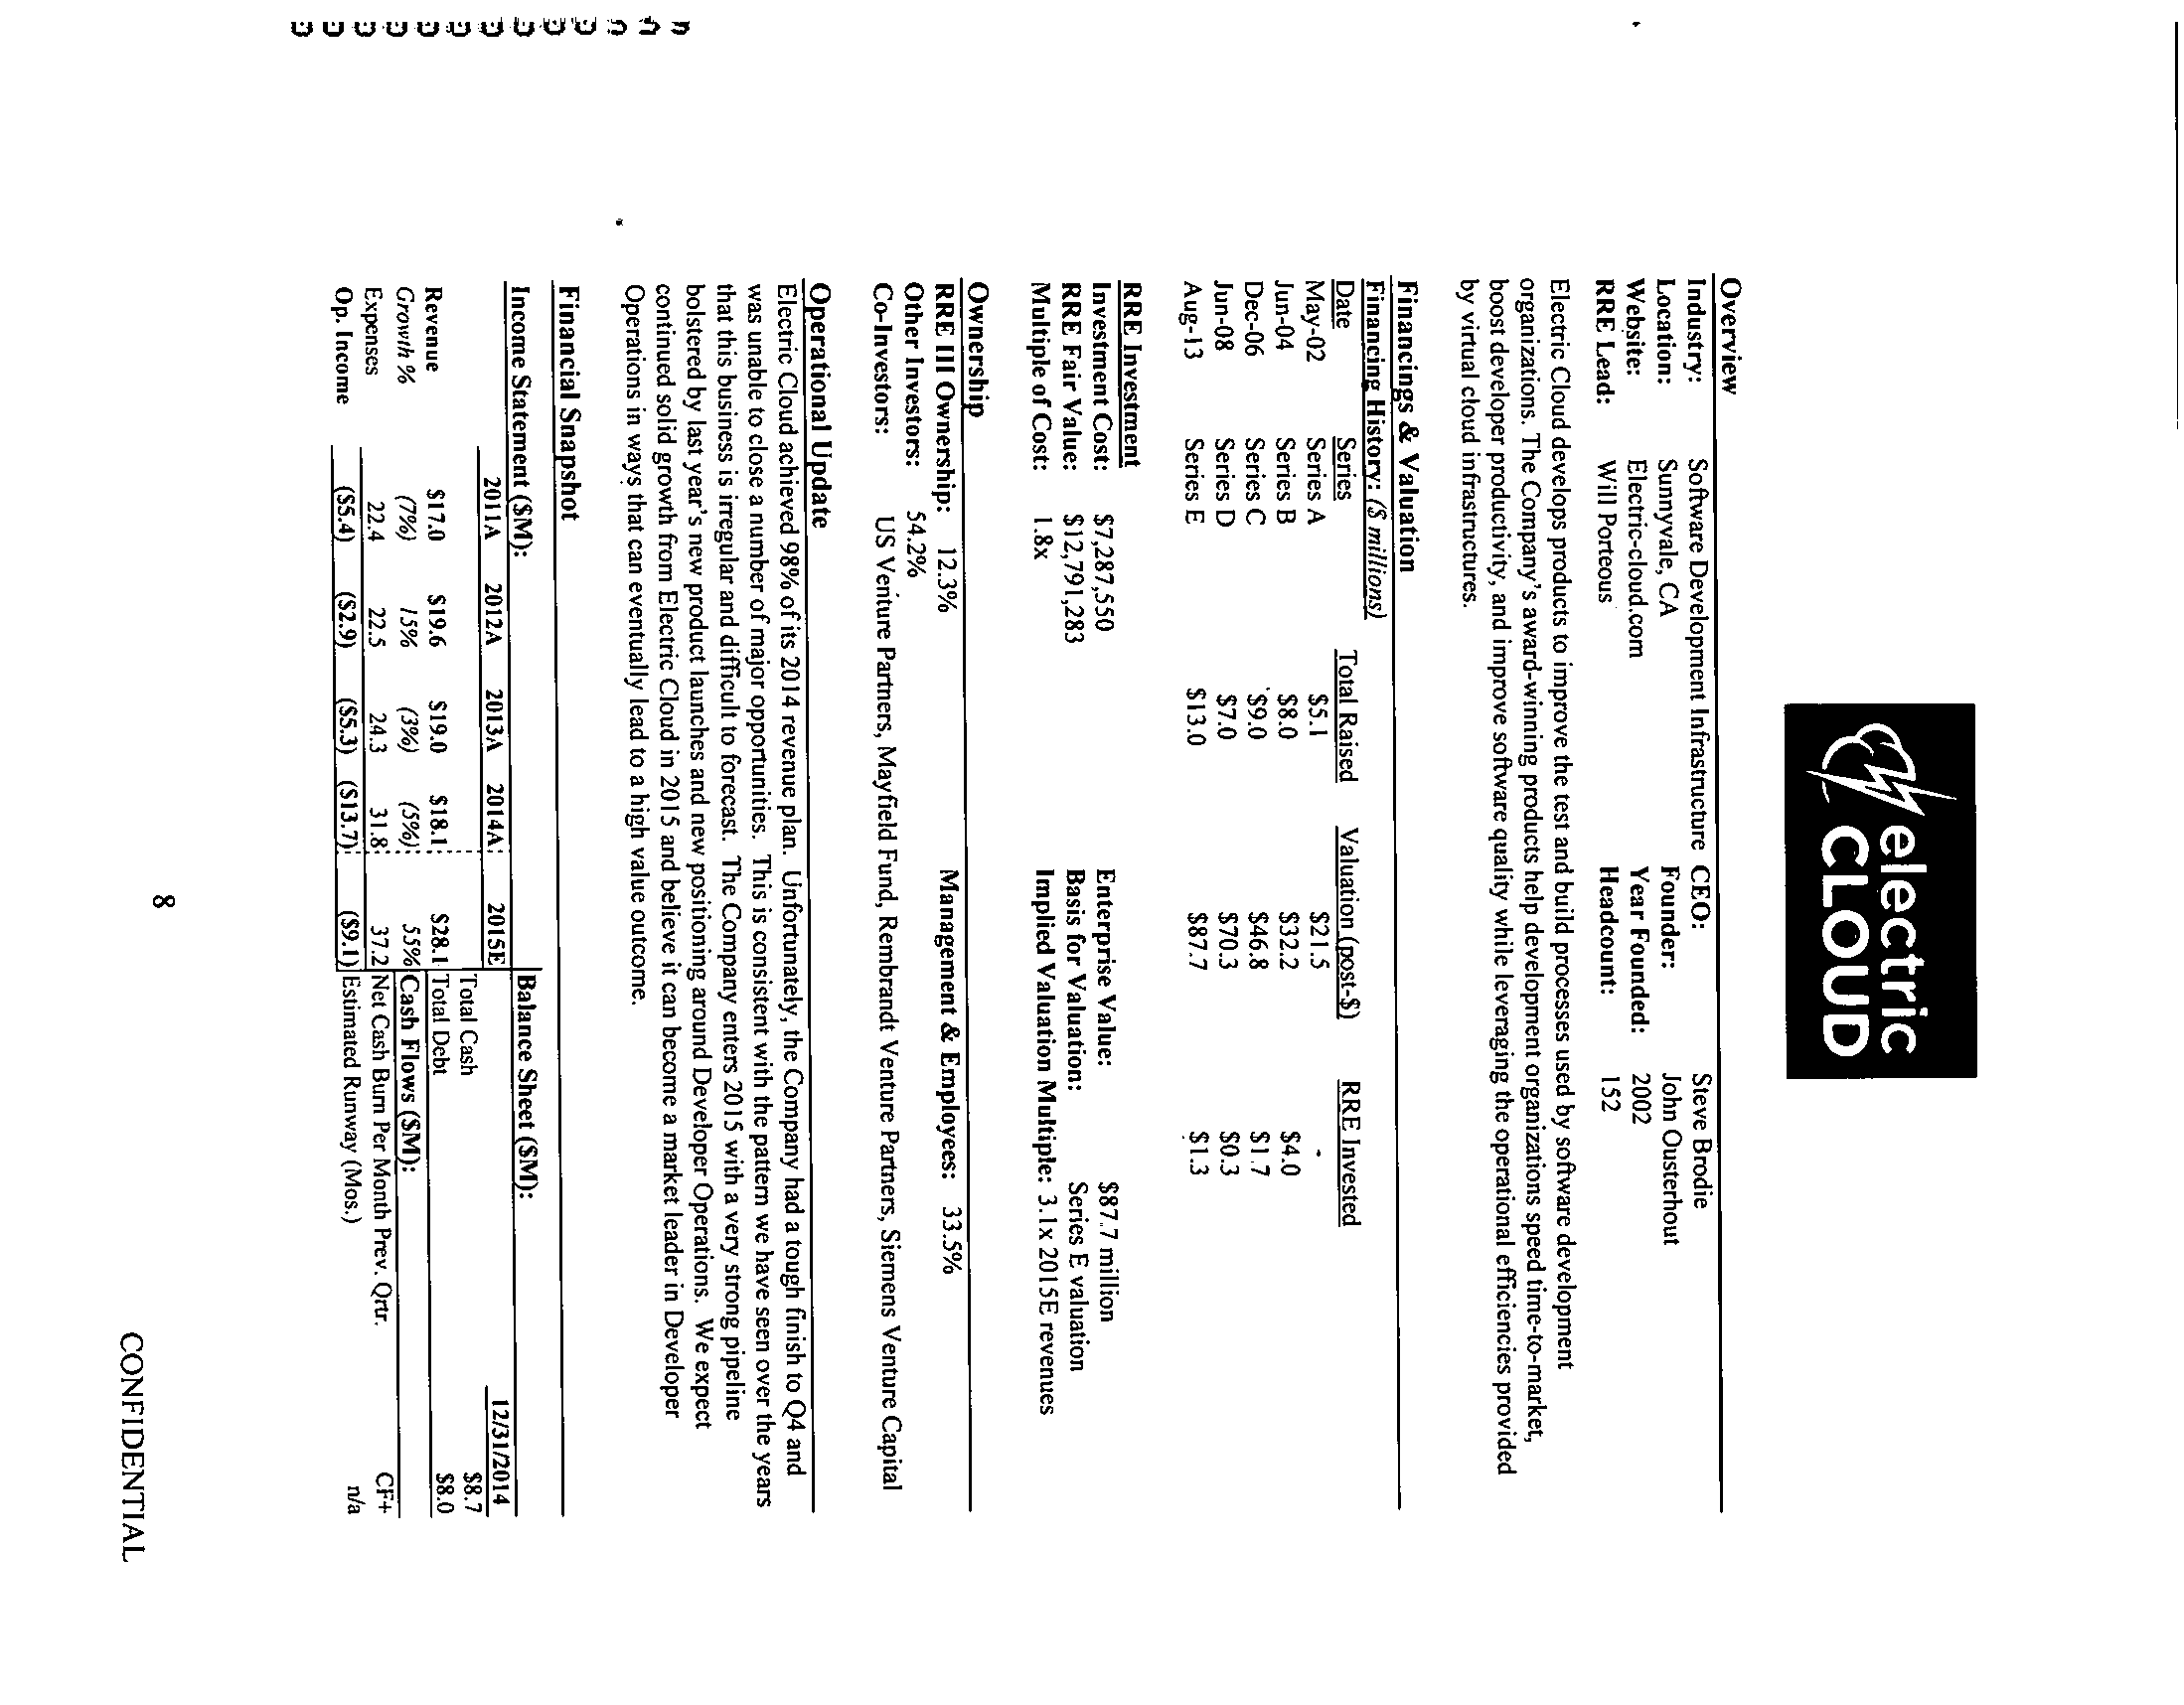 electric
CLOUD
Overview
Industry: Software Development Infrastructure CEO: Steve Brodie
Location: Sunnyvale, CA Founder: John Ousterhout
Website: Electric-cloud.com Year Founded: 2002
RRE Lead: Will Porteous Headcount: 152
Electric Cloud develops products to improve the test and build processes used by software development
organizations. The Company's award-winning products help development organizations speed time-to-market,
boost developer productivity, and improve software quality while leveraging the operational efficiencies provided
by virtual cloud infrastructures.
Financings & Valuation
Financing History: ($ millions)
Date Series Total Raised Valuation (post-$) RRE Invested
May-02 Series A $5.1 $21.5 -
Jun-04 Series B $8.0 $32.2 $4.0
Dec-06 Series C $9.0 $46.8 $1.7
Jun-08 Series D $7.0 $70.3 $0.3
Aug-13 Series E $13.0 $87.7 $1.3
RRE Investment
Investment Cost: $7,287,550 Enterprise Value: $87.7 million
RRE Fair Value: $12,791,283 Basis for Valuation: Series E valuation
Multiple of Cost: 1.8x Implied Valuation Multiple: 3.1x 2015E revenues
Ownership
RRE III Ownership: 12.3% Management & Employees: 33.5%
Other Investors: 54.2%
Co-Investors: US Venture Partners, Mayfield Fund, Rembrandt Venture Partners, Siemens Venture Capital
Operational Update
Electric Cloud achieved 98% of its 2014 revenue plan. Unfortunately, the Company had a tough finish to Q4 and
was unable to close a number of major opportunities. This is consistent with the pattern we have seen over the years
that this business is irregular and difficult to forecast. The Company enters 2015 with a very strong pipeline
bolstered by last year's new product launches and new positioning around Developer Operations. We expect
continued solid growth from Electric Cloud in 2015 and believe it can become a market leader in Developer
Operations in ways that can eventually lead to a high value outcome.
Financial Snapshot
Income Statement ($M): Balance Sheet ($M):
2011A 2012A 2013A 2014A 2015E 12/31/2014
Total Cash $8.7
Revenue $17.0 $19.6 $19.0 $18.1 $28.1 Total Debt $8.0
Growth % (7%) 15% (3%) (5%) 55% Cash Flows ($M):
Expenses 22.4 22.5 24.3 31.8 37.2 Net Cash Burn Per Month Prev. Qrtr. CF+
Op. Income ($5.4) ($2.9) ($5.3) ($13.7) ($9.1) Estimated Runway (Mos.) n/a
8
CONFIDENTIAL